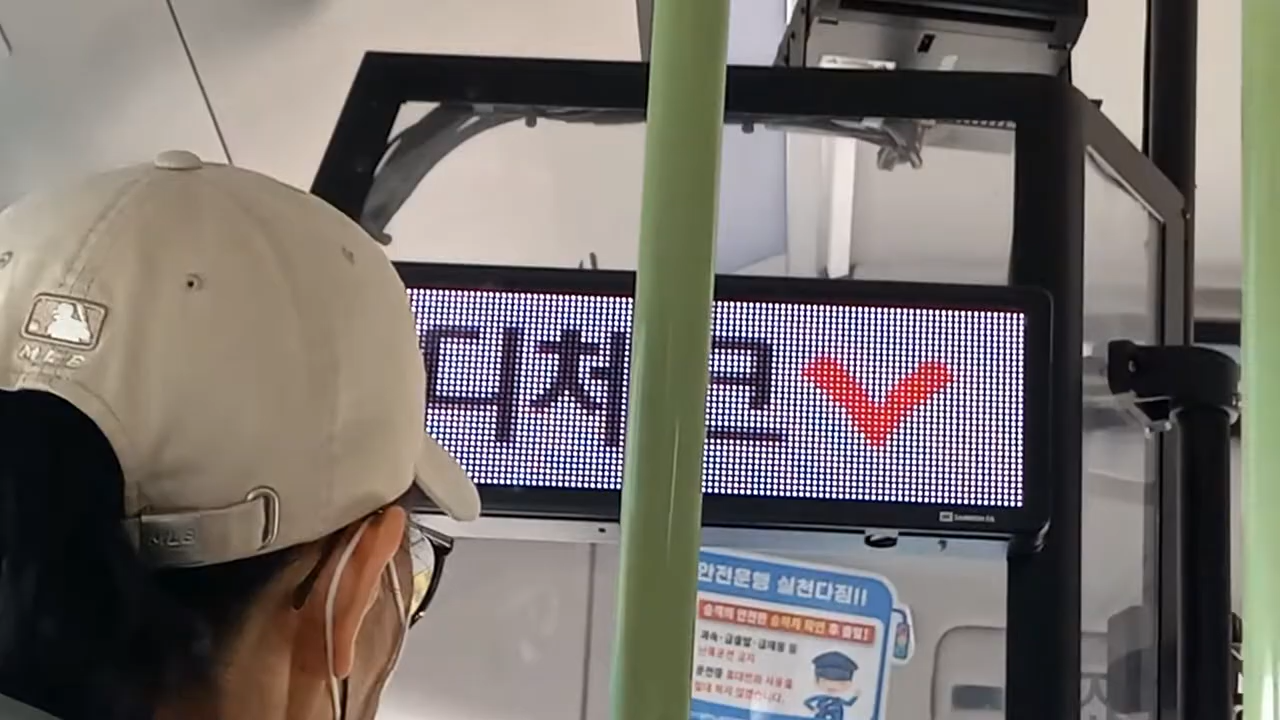 MLB
MLB
디체크
안전운행 실천다짐!!
승객의 안전한 승하차 확인 후 출발!
과속·급출발·급제동 등
난폭운전 금지
운전중 휴대전화 사용을
절대 하지 않겠습니다.